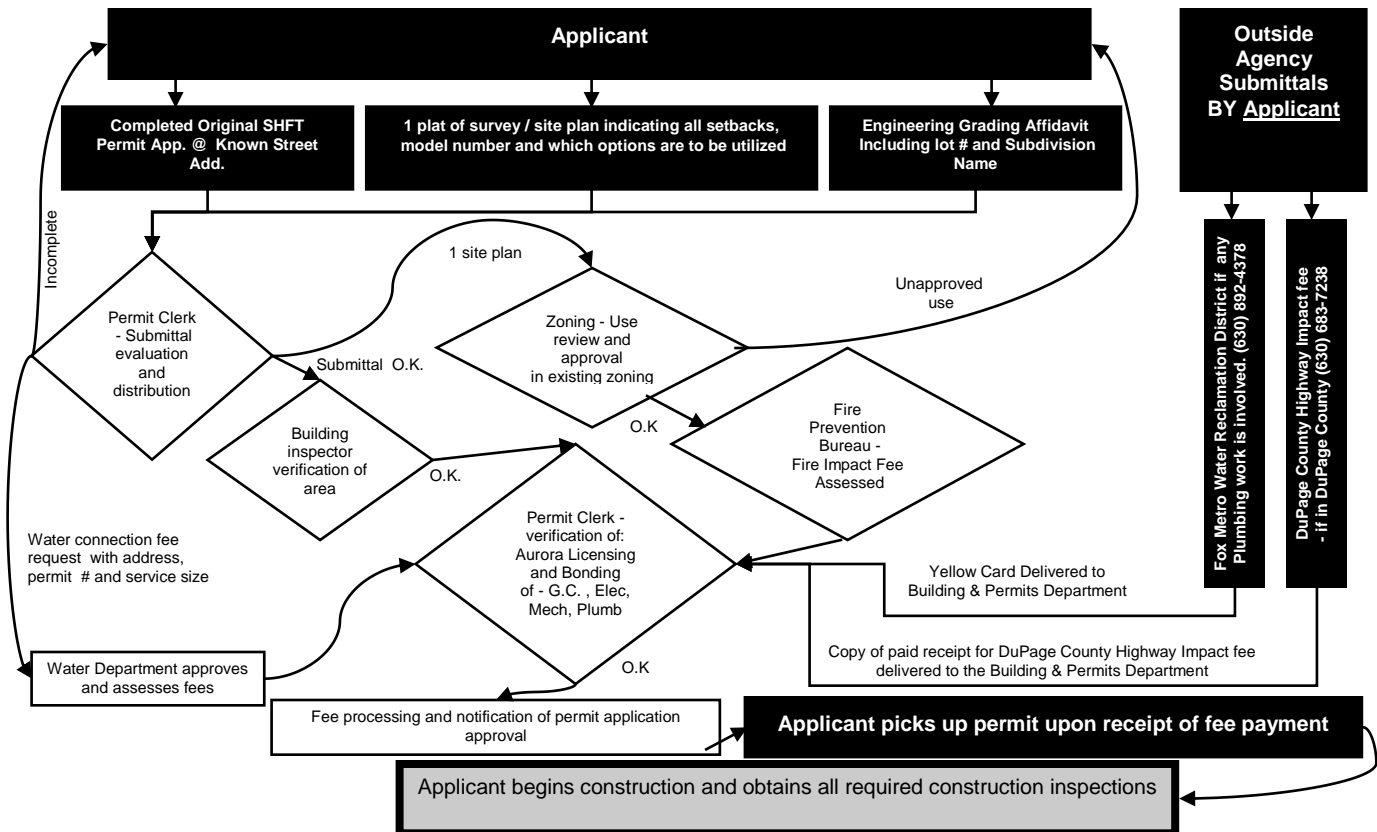 Applicant
Outside
Agency
Submittals
BY Applicant
Completed Original SHFT
Permit App. @ Known Street
Add.
1 plat of survey / site plan indicating all setbacks,
model number and which options are to be utilized
Engineering Grading Affidavit
Including lot # and Subdivision
Name
Incomplete
1 site plan
Unapproved
use
Fox Metro Water Reclamation District if any
Plumbing work is involved. (630) 892-4378
DuPage County Highway Impact fee
- if in DuPage County (630) 683-7238
Permit Clerk
- Submittal
evaluation
and
distribution
Zoning - Use
review and
approval
in existing zoning
Submittal O.K.
Building
inspector
verification of
area
O.K.
O.K
Fire
Prevention
Bureau -
Fire Impact Fee
Assessed
Water connection fee
request with address,
permit # and service size
Permit Clerk -
verification of:
Aurora Licensing
and Bonding
of - G.C. , Elec,
Mech, Plumb
Yellow Card Delivered to
Building & Permits Department
Water Department approves
and assesses fees
O.K
Copy of paid receipt for DuPage County Highway Impact fee
delivered to the Building & Permits Department
Fee processing and notification of permit application
approval
Applicant picks up permit upon receipt of fee payment
Applicant begins construction and obtains all required construction inspections